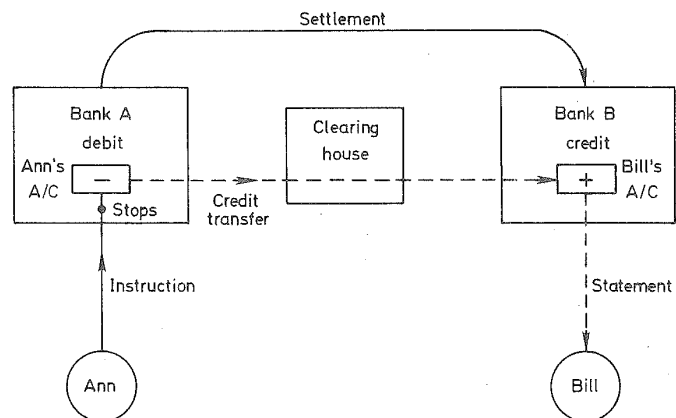 Settlement
Bank A
debit
Ann's
A/C
−
Stops
Clearing
house
Credit
transfer
Bank B
credit
+
Bill's
A/C
Instruction
Statement
Ann
Bill